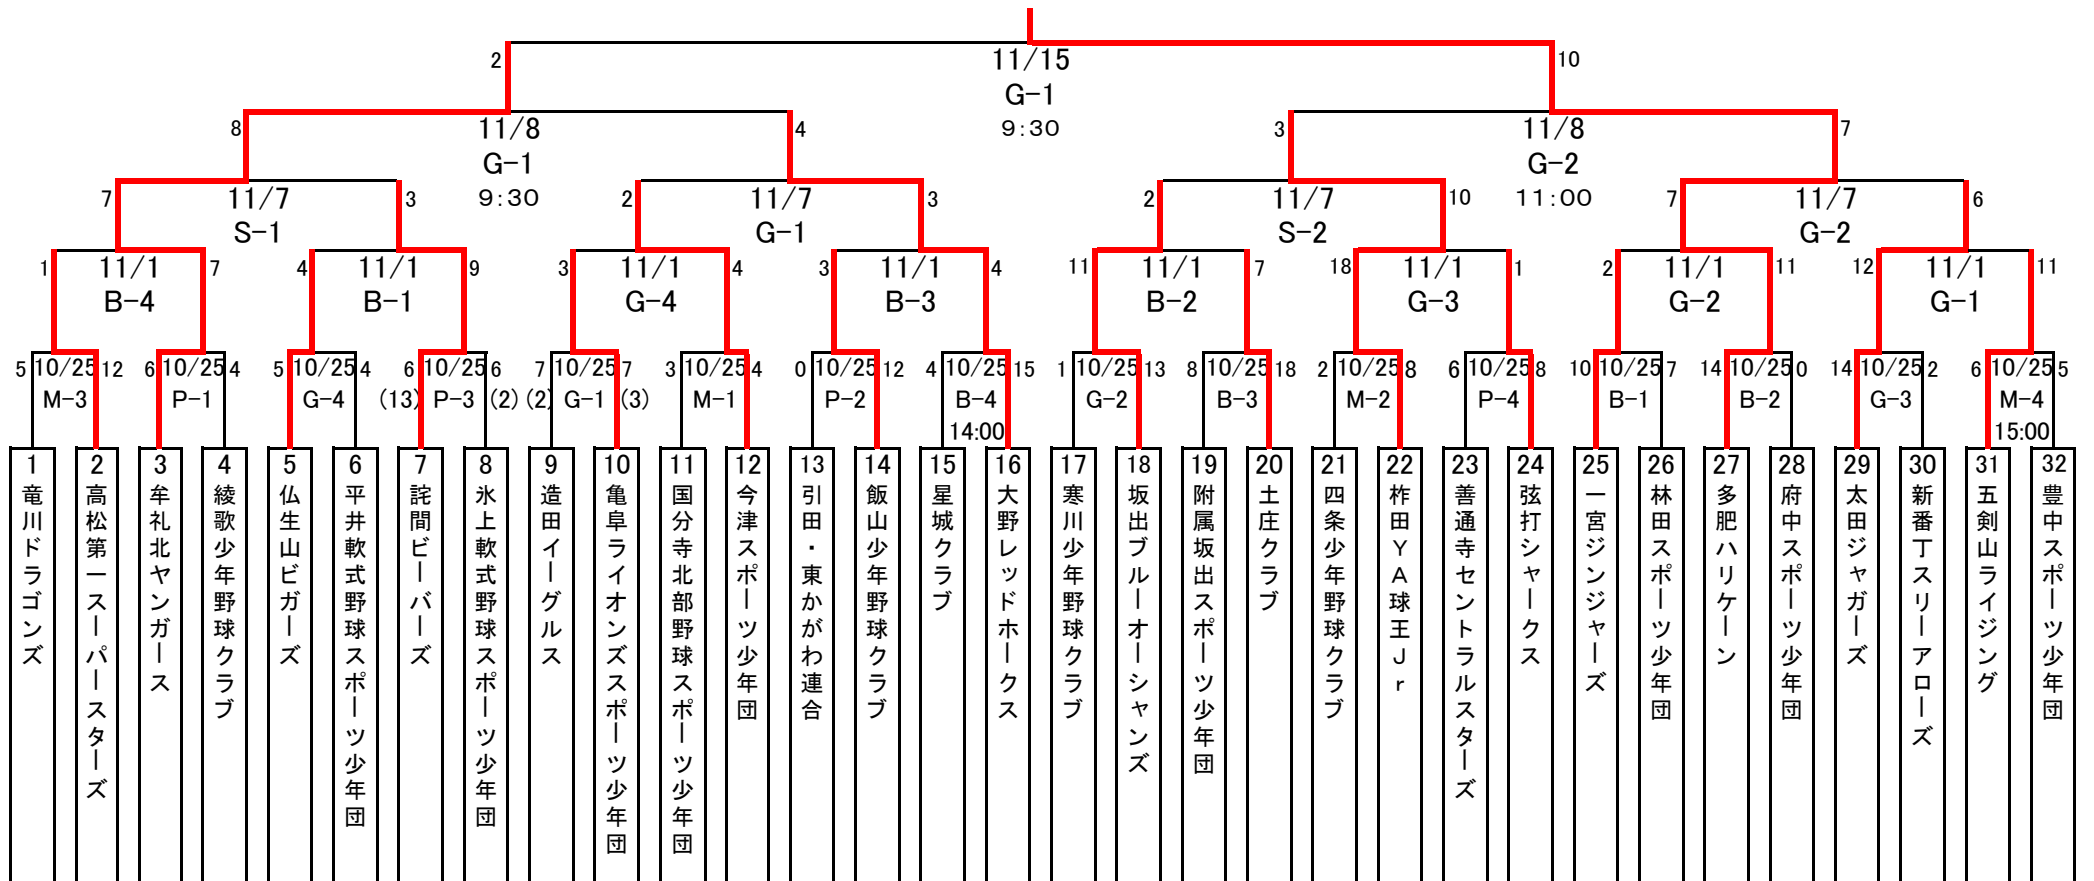 2 11/15 10
G-1
9:30
8 11/8 4 3 11/8 7
G-1 G-2
9:30 11:00
7 11/7 3 2 11/7 3 2 11/7 10 7 11/7 6
S-1 G-1 S-2 G-2
1 11/1 7 4 11/1 9 3 11/1 4 3 11/1 4 11 11/1 7 18 11/1 1 2 11/1 11 12 11/1 11
B-4 B-1 G-4 B-3 B-2 G-3 G-2 G-1
5 10/25 12 6 10/25 4 5 10/25 4 6 10/25 6 7 10/25 7 3 10/25 4 0 10/25 12 4 10/25 15 1 10/25 13 8 10/25 18 2 10/25 8 6 10/25 8 10 10/25 7 14 10/25 0 14 10/25 2 6 10/25 5
M-3 P-1 G-4 (13) P-3 (2) (2) G-1 (3) M-1 P-2 B-4 G-2 B-3 M-2 P-4 B-1 B-2 G-3 M-4
14:00 15:00
1 竜川ドラゴンズ
2 高松第一スーパースターズ
3 牟礼北ヤンガース
4 綾歌少年野球クラブ
5 仏生山ビガーズ
6 平井軟式野球スポーツ少年団
7 詫間ビーバーズ
8 氷上軟式野球スポーツ少年団
9 造田イーグルス
10 亀阜ライオンズスポーツ少年団
11 国分寺北部野球スポーツ少年団
12 今津スポーツ少年団
13 引田・東かがわ連合
14 飯山少年野球クラブ
15 星城クラブ
16 大野レッドホークス
17 寒川少年野球クラブ
18 坂出ブルーオーシャンズ
19 附属坂出スポーツ少年団
20 土庄クラブ
21 四条少年野球クラブ
22 柞田ＹＡ球王Ｊｒ
23 善通寺セントラルスターズ
24 弦打シャークス
25 一宮ジンジャーズ
26 林田スポーツ少年団
27 多肥ハリケーン
28 府中スポーツ少年団
29 太田ジャガーズ
30 新番丁スリーアローズ
31 五剣山ライジング
32 豊中スポーツ少年団